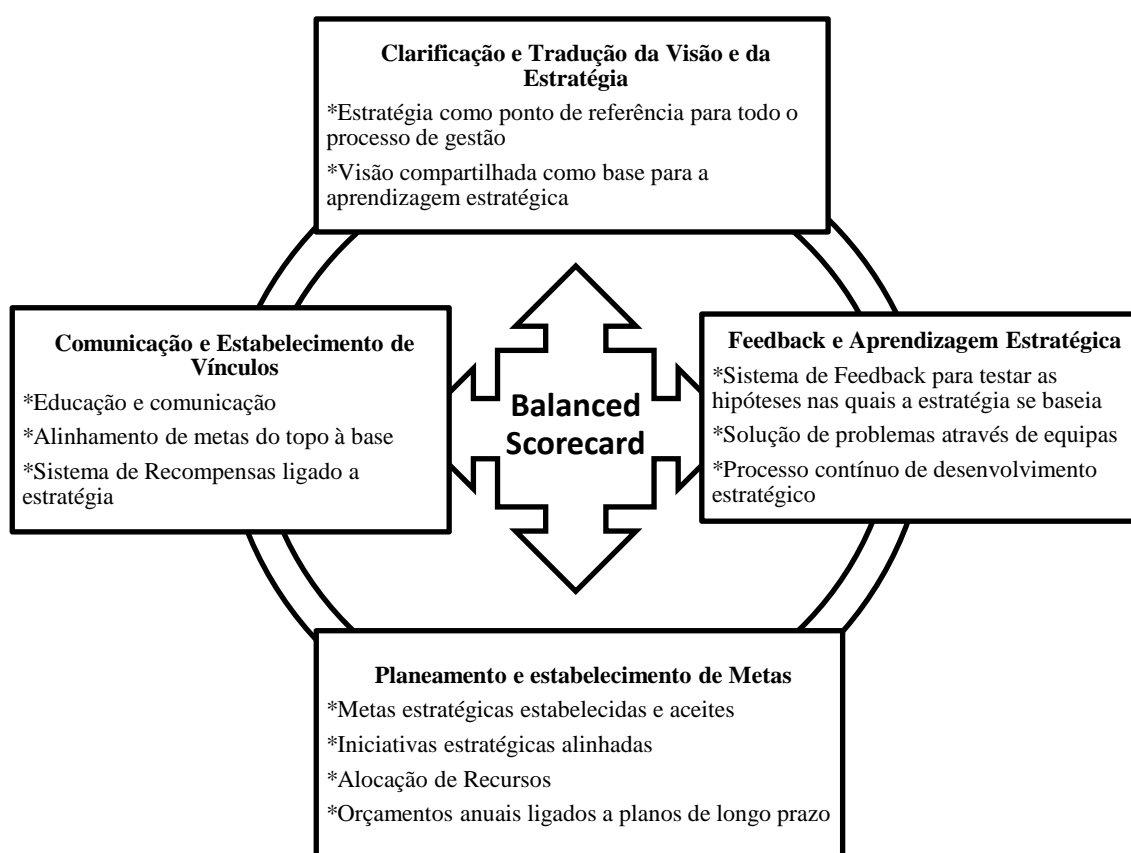 Clarificação e Tradução da Visão e da
Estratégia
*Estratégia como ponto de referência para todo o
processo de gestão
*Visão compartilhada como base para a
aprendizagem estratégica
Comunicação e Estabelecimento de
Vínculos
*Educação e comunicação
*Alinhamento de metas do topo à base
*Sistema de Recompensas ligado a
estratégia
Balanced
Scorecard
Feedback e Aprendizagem Estratégica
*Sistema de Feedback para testar as
hipóteses nas quais a estratégia se baseia
*Solução de problemas através de equipas
*Processo contínuo de desenvolvimento
estratégico
Planeamento e estabelecimento de Metas
*Metas estratégicas estabelecidas e aceites
*Iniciativas estratégicas alinhadas
*Alocação de Recursos
*Orçamentos anuais ligados a planos de longo prazo